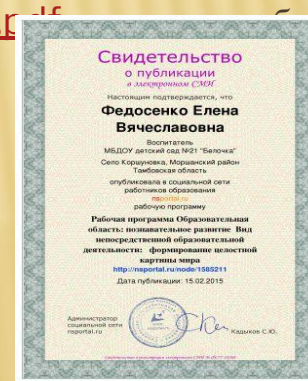 .pdf
Свидетельство
о публикации
в электронном СМИ
Настоящим подтверждается, что
Федосенко Елена
Вячеславовна
Воспитатель
МБДОУ детский сад №21 "Белочка"
Село Коршуновка, Моршанский район
Тамбовская область
опубликовала в социальной сети
работников образования
nsportal.ru
рабочую программу
Рабочая программа Образовательная
область: познавательное развитие Вид
непосредственной образовательной
деятельности: формирование целостной
картины мира
http://nsportal.ru/node/1585211
Дата публикации: 15.02.2015
Администратор
социальной сети
nsportal.ru
Кадыков С.Ю.